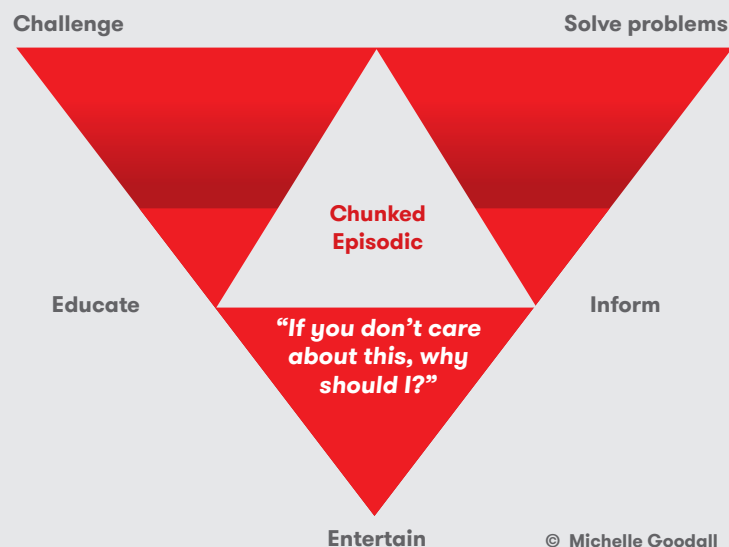 Challenge
Solve problems
Chunked
Episodic
Educate
Inform
“If you don’t care
about this, why
should I?”
Entertain
© Michelle Goodall